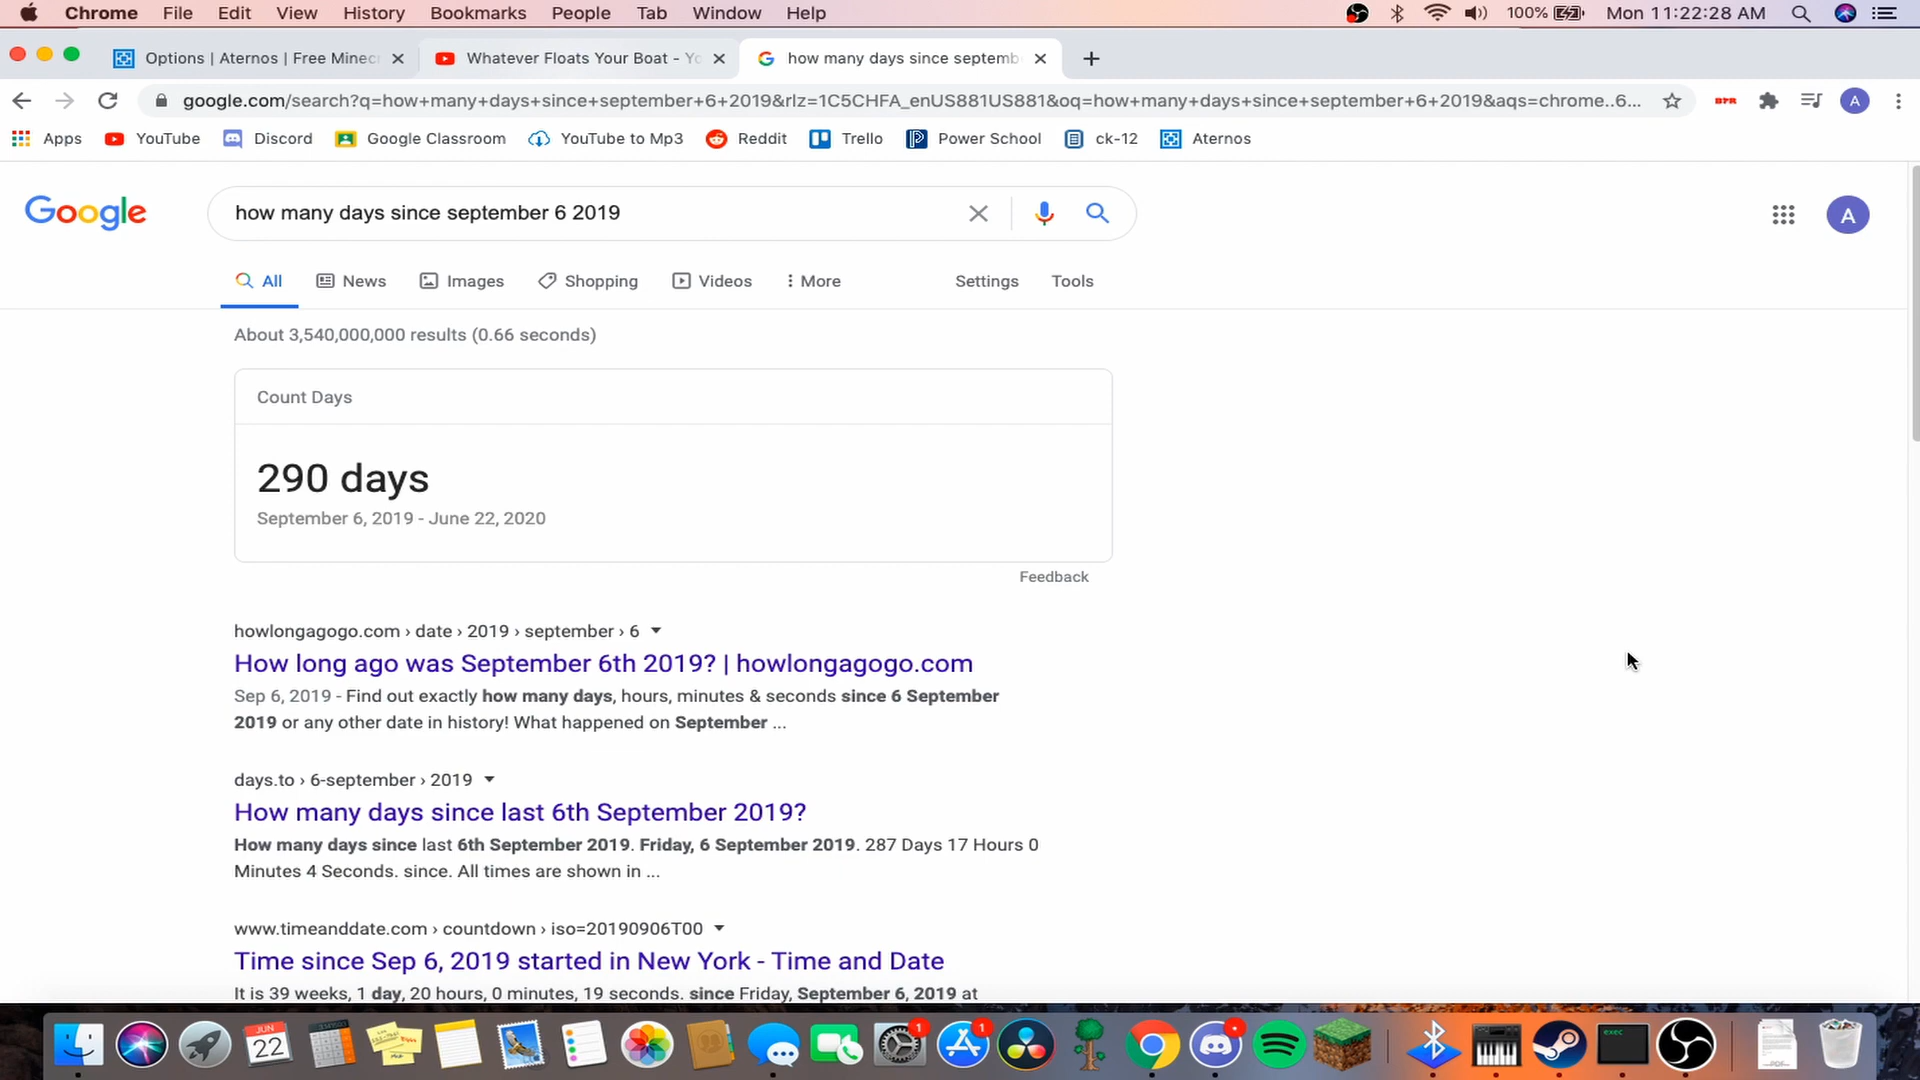 Chrome File Edit View History Bookmarks People Tab Window Help 100% Mon 11:22:28 AM
Options | Aternos | Free Minec Whatever Floats Your Boat - Yo how many days since septemb
google.com/search?q=how+many+days+since+september+6+2019&rlz=1C5CHFA_enUS881US881&oq=how+many+days+since+september+6+2019&aqs=chrome..6... A
Apps YouTube Discord Google Classroom YouTube to Mp3 Reddit Trello Power School ck-12 Aternos
Google how many days since september 6 2019 A
All News Images Shopping Videos More Settings Tools
About 3,540,000,000 results (0.66 seconds)
Count Days
290 days
September 6, 2019 - June 22, 2020
Feedback
howlongagogo.com › date › 2019 › september › 6
How long ago was September 6th 2019? | howlongagogo.com
Sep 6, 2019 - Find out exactly how many days, hours, minutes & seconds since 6 September
2019 or any other date in history! What happened on September ...
days.to › 6-september › 2019
How many days since last 6th September 2019?
How many days since last 6th September 2019. Friday, 6 September 2019. 287 Days 17 Hours 0
Minutes 4 Seconds. since. All times are shown in ...
www.timeanddate.com › countdown › iso=20190906T00
Time since Sep 6, 2019 started in New York - Time and Date
It is 39 weeks, 1 day, 20 hours, 0 minutes, 19 seconds. since Friday, September 6, 2019 at
JUN
22
1
1
exec
PDF